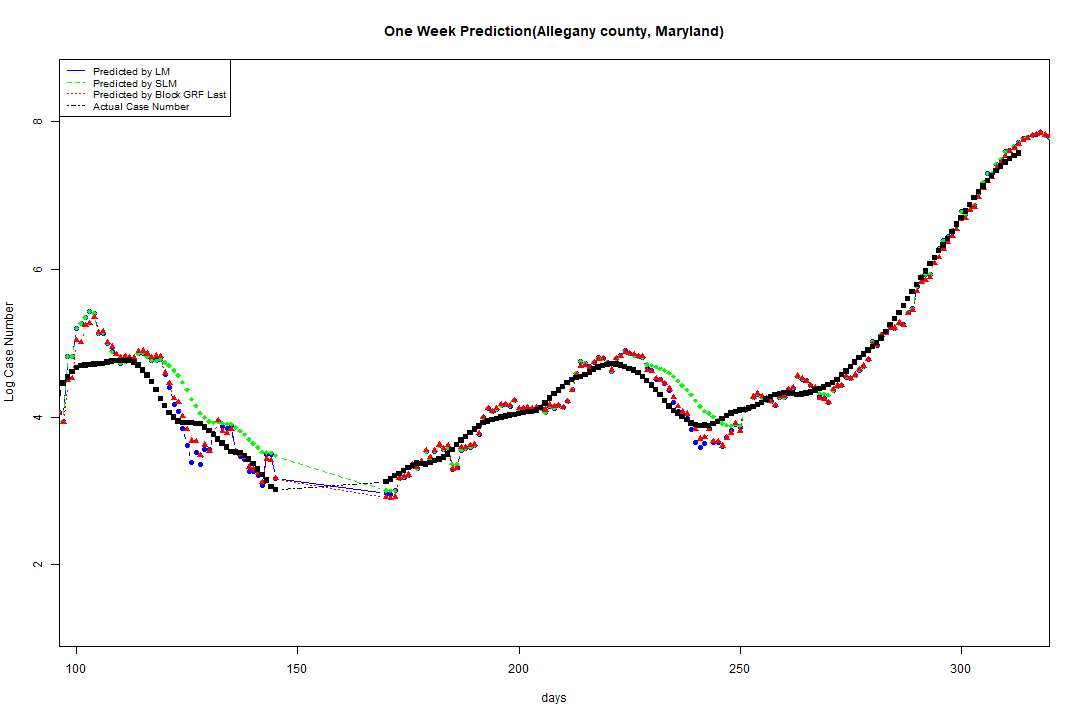 One Week Prediction(Allegany county, Maryland)
Predicted by LM
Predicted by SLM
Predicted by Block GRF Last
Actual Case Number
8
6
4
2
Log Case Number
100 150 200 250 300
days